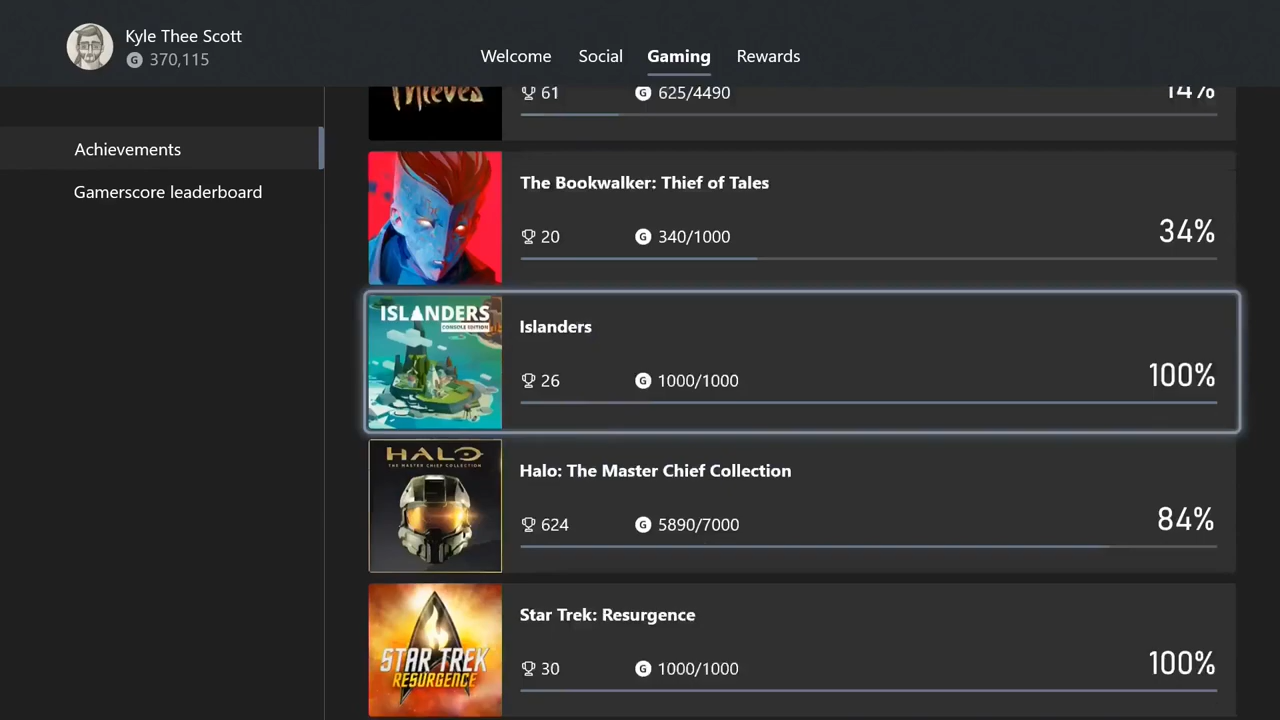 Kyle Thee Scott
G 370,115
Welcome Social Gaming Rewards
Achievements
Gamerscore leaderboard
Thieves
61 G 625/4490 14%
The Bookwalker: Thief of Tales
20 G 340/1000 34%
ISLANDERS
CONSOLE EDITION
Islanders
26 G 1000/1000 100%
HALO
THE MASTER CHIEF COLLECTION
Halo: The Master Chief Collection
624 G 5890/7000 84%
STAR TREK
RESURGENCE
Star Trek: Resurgence
30 G 1000/1000 100%